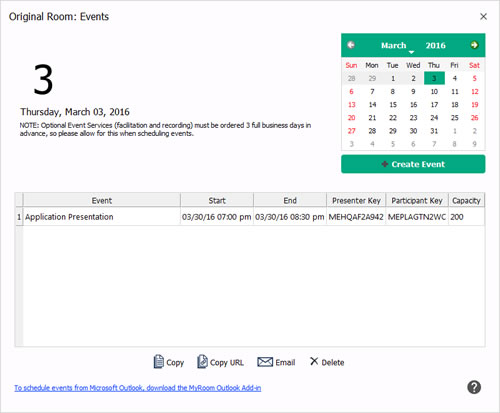 Original Room: Events
3
Thursday, March 03, 2016
NOTE: Optional Event Services (facilitation and recording) must be ordered 3 full business days in
advance, so please allow for this when scheduling events.
March 2016
Sun Mon Tue Wed Thu Fri Sat
28 29 1 2 3 4 5
6 7 8 9 10 11 12
13 14 15 16 17 18 19
20 21 22 23 24 25 26
27 28 29 30 31 1 2
3 4 5 6 7 8 9
Create Event
Event Start End Presenter Key Participant Key Capacity
1 Application Presentation 03/30/16 07:00 pm 03/30/16 08:30 pm MEHQAF2A942 MEPLAGTN2WC 200
Copy Copy URL Email Delete
To schedule events from Microsoft Outlook, download the MyRoom Outlook Add-in
?